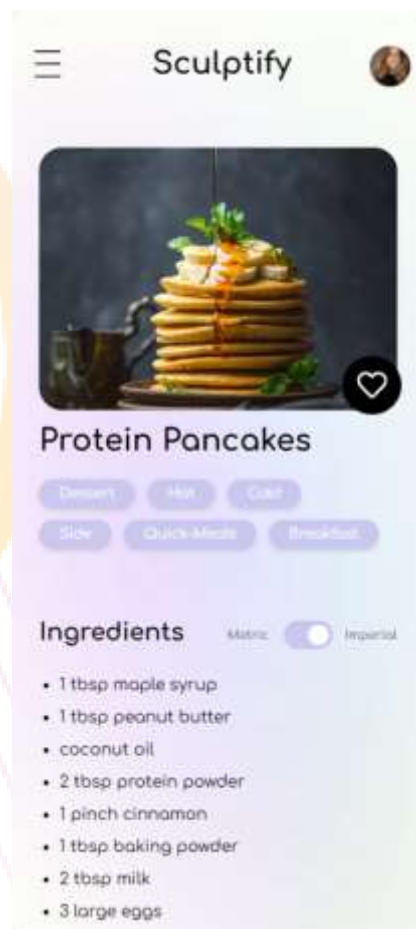 Sculptify
Protein Pancakes
Dessert Hot Cold
Side Quick-Meals Breakfast
Ingredients Metric Imperial
• 1 tbsp maple syrup
• 1 tbsp peanut butter
• coconut oil
• 2 tbsp protein powder
• 1 pinch cinnamon
• 1 tbsp baking powder
• 2 tbsp milk
• 3 large eggs